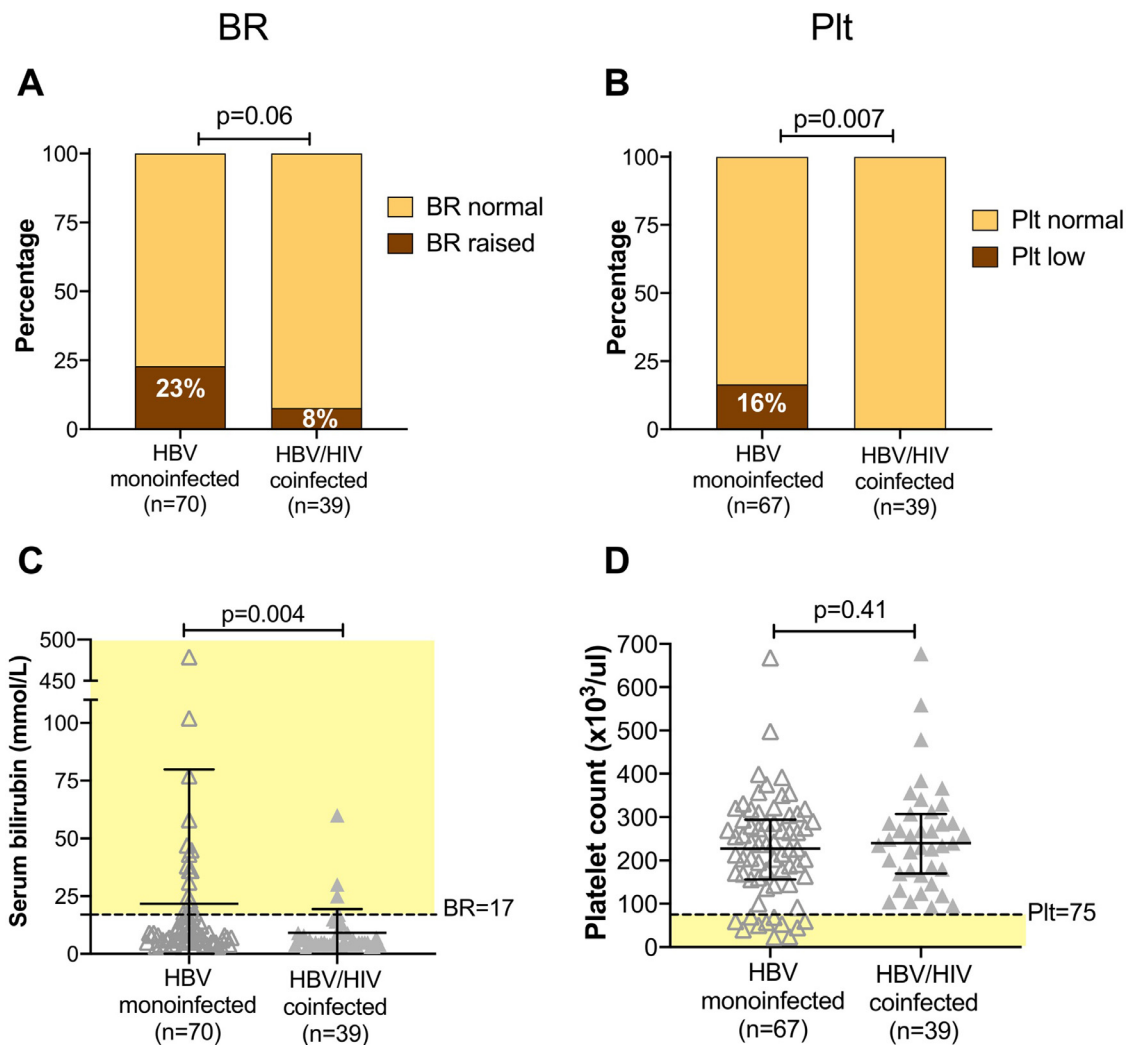 BR
Plt
A
p=0.06
100
75
50
25
0
Percentage
23%
8%
BR normal
BR raised
HBV
monoinfected
(n=70)
HBV/HIV
coinfected
(n=39)
B
p=0.007
100
75
50
25
0
Percentage
16%
Plt normal
Plt low
HBV
monoinfected
(n=67)
HBV/HIV
coinfected
(n=39)
C
p=0.004
500
450
100
75
50
25
0
Serum bilirubin (mmol/L)
BR=17
HBV
monoinfected
(n=70)
HBV/HIV
coinfected
(n=39)
D
p=0.41
700
600
500
400
300
200
100
0
Platelet count (x10³/ul)
Plt=75
HBV
monoinfected
(n=67)
HBV/HIV
coinfected
(n=39)